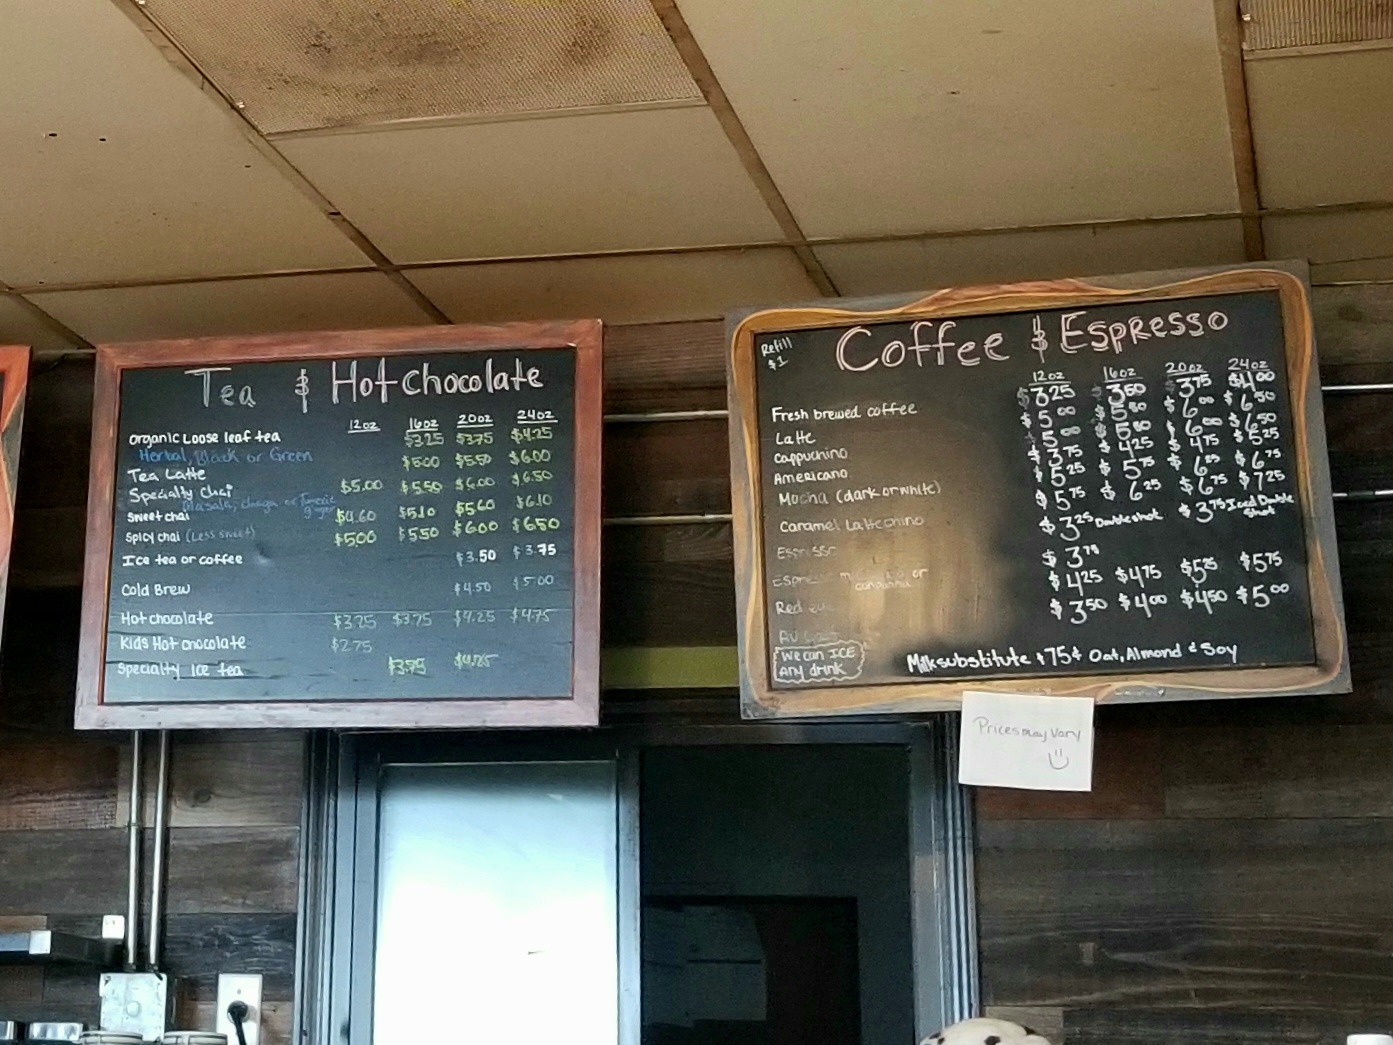 Tea & Hot chocolate
12oz 16oz 20oz 24oz
Organic Loose leaf tea $3.25 $3.75 $4.25
Herbal, Black or Green
Tea Latte $5.00 $5.50 $6.00
Specialty Chai $5.00 $5.50 $6.00 $6.50
Masala, or Turmeric ginger
Sweet chai $4.60 $5.10 $5.60 $6.10
Spicy chai (Less sweet) $5.00 $5.50 $6.00 $6.50
Ice tea or coffee $3.50 $3.75
Cold Brew $4.50 $5.00
Hot chocolate $3.25 $3.75 $4.25 $4.75
Kids Hot chocolate $2.75
Specialty Ice tea $3.75 $4.25
Refill
$1
Coffee & Espresso
12oz 16oz 20oz 24oz
Fresh brewed coffee $3.25 $3.50 $3.75 $4.00
Latte $5.00 $5.50 $6.00 $6.50
Cappuchino $5.00 $5.50 $6.00 $6.50
Americano $3.75 $4.25 $4.75 $5.25
Mocha (dark or white) $5.25 $5.75 $6.25 $6.75
Caramel Lattechino $5.75 $6.25 $6.75 $7.25
Espresso $3.25 Double shot $3.75 Iced Double Shot
or $3.75
Red eye $4.25 $4.75 $5.25 $5.75
$3.50 $4.00 $4.50 $5.00
We can ICE
Any drink
Milk substitute $75¢ Oat, Almond & Soy
Prices may vary